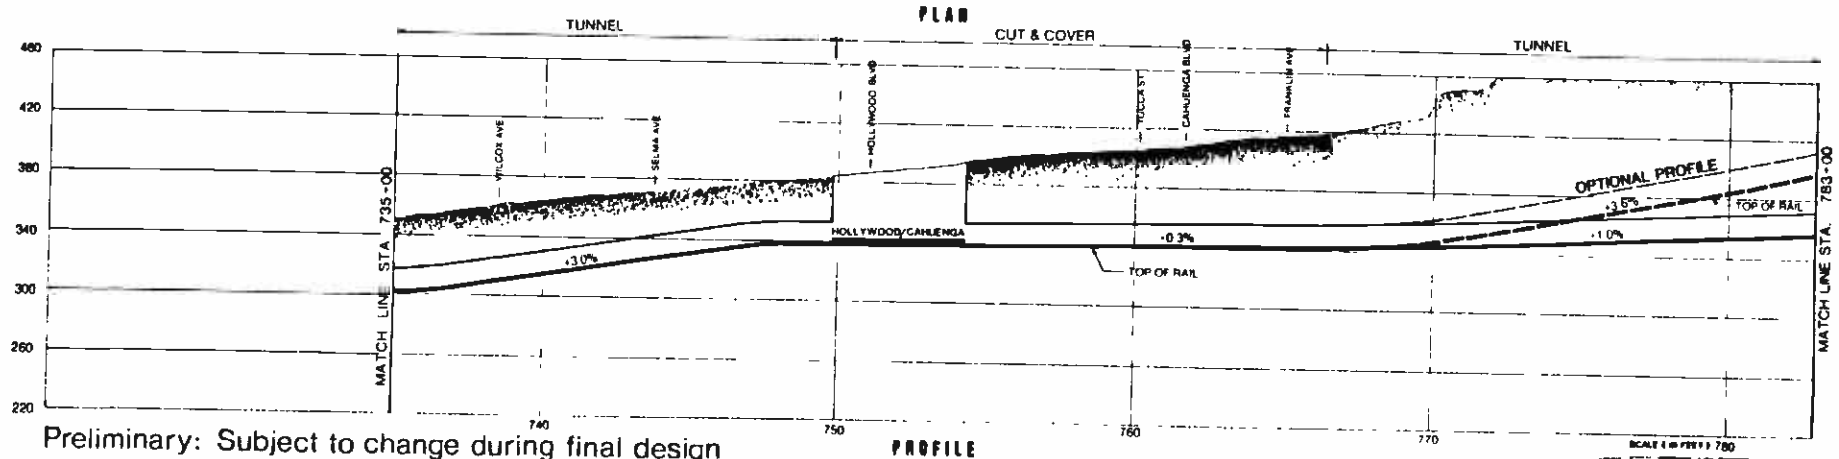 PLAN
TUNNEL
CUT & COVER
TUNNEL
460
420
380
340
300
260
220
MATCH LINE STA. 735+00
WILCOX AVE
SELMA AVE
HOLLYWOOD BLVD
YUCCA ST
CAHUENGA BLVD
FRANKLIN AVE
OPTIONAL PROFILE
+3.6%
TOP OF RAIL
HOLLYWOOD/CAHUENGA
+0.3%
+1.0%
+3.0%
TOP OF RAIL
MATCH LINE STA. 783+00
740
750
760
770
780
Preliminary: Subject to change during final design
PROFILE